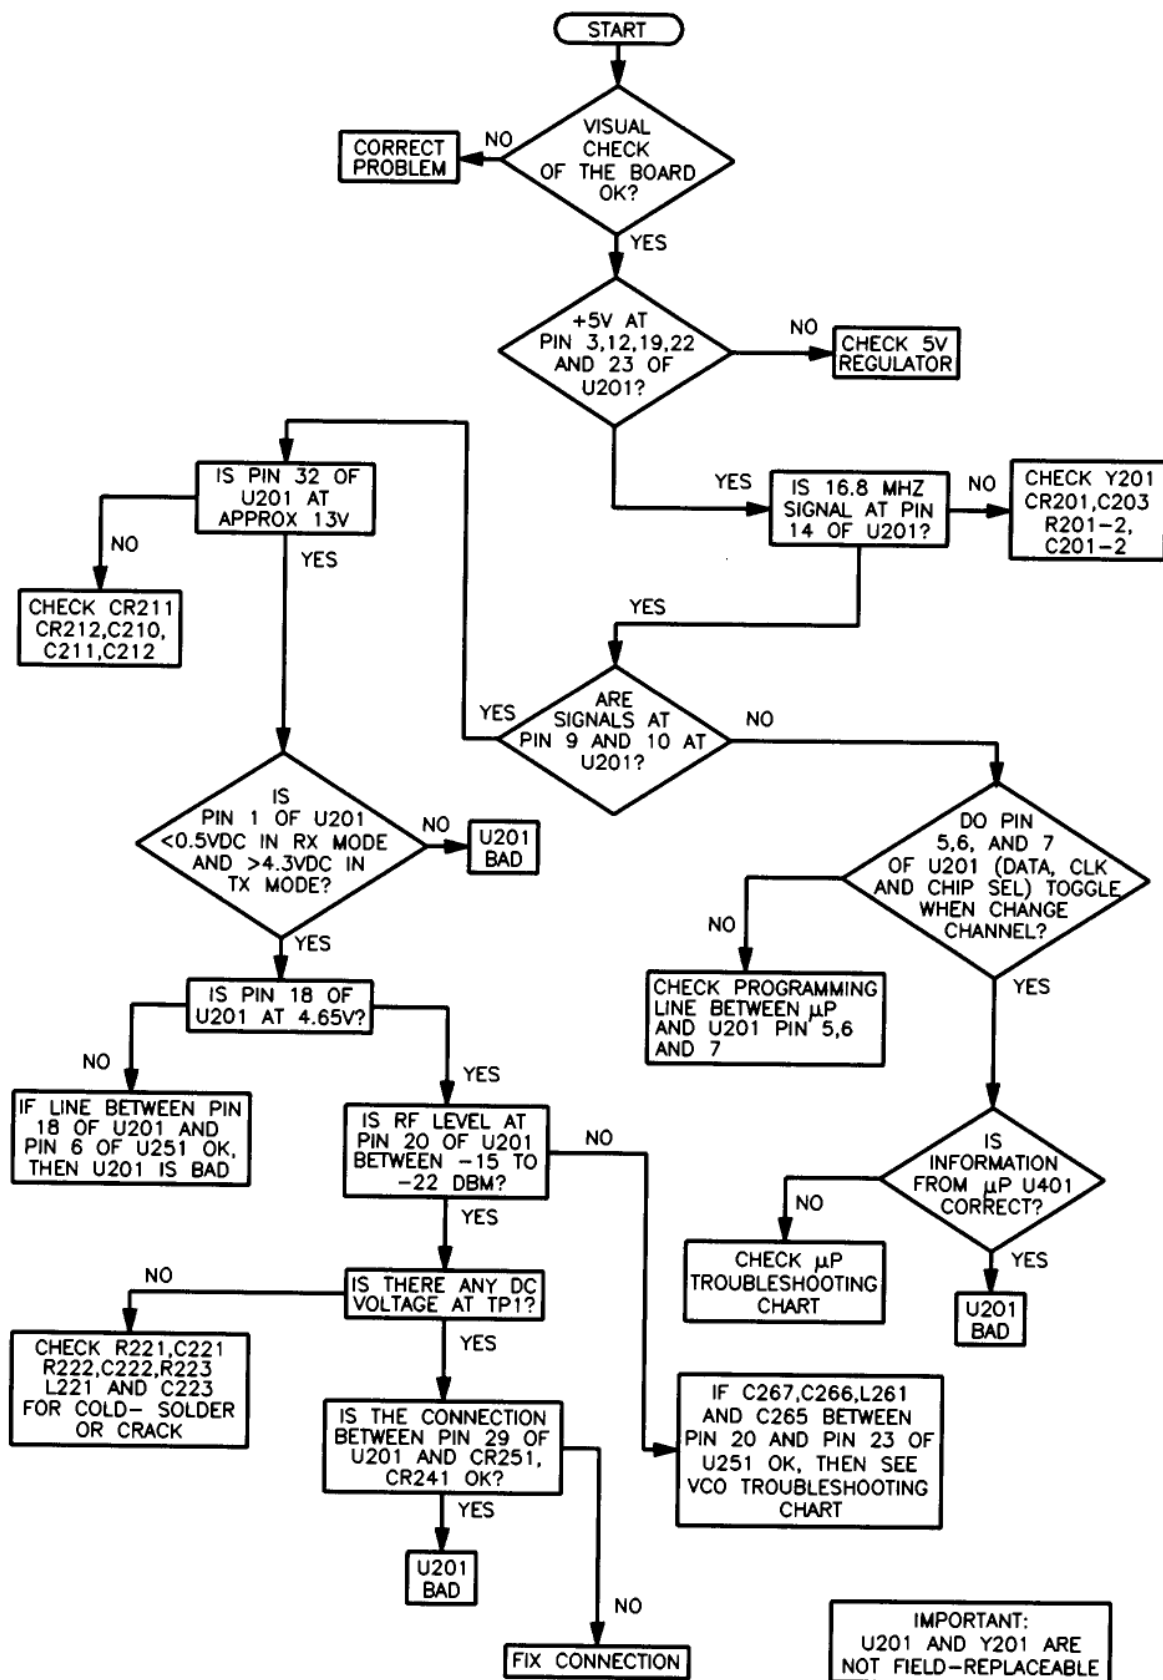 START
VISUAL
CHECK
OF THE BOARD
OK?
NO
CORRECT
PROBLEM
YES
+5V AT
PIN 3,12,19,22
AND 23 OF
U201?
NO
CHECK 5V
REGULATOR
YES
IS 16.8 MHZ
SIGNAL AT PIN
14 OF U201?
NO
CHECK Y201
CR201,C203
R201-2,
C201-2
YES
ARE
SIGNALS AT
PIN 9 AND 10 AT
U201?
YES
NO
IS PIN 32 OF
U201 AT
APPROX 13V
NO
CHECK CR211
CR212,C210,
C211,C212
YES
IS
PIN 1 OF U201
<0.5VDC IN RX MODE
AND >4.3VDC IN
TX MODE?
NO
U201
BAD
YES
IS PIN 18 OF
U201 AT 4.65V?
NO
IF LINE BETWEEN PIN
18 OF U201 AND
PIN 6 OF U251 OK,
THEN U201 IS BAD
YES
IS RF LEVEL AT
PIN 20 OF U201
BETWEEN -15 TO
-22 DBM?
NO
IF C267,C266,L261
AND C265 BETWEEN
PIN 20 AND PIN 23 OF
U251 OK, THEN SEE
VCO TROUBLESHOOTING
CHART
YES
IS THERE ANY DC
VOLTAGE AT TP1?
NO
CHECK R221,C221
R222,C222,R223
L221 AND C223
FOR COLD- SOLDER
OR CRACK
YES
IS THE CONNECTION
BETWEEN PIN 29 OF
U201 AND CR251,
CR241 OK?
YES
U201
BAD
NO
FIX CONNECTION
DO PIN
5,6, AND 7
OF U201 (DATA, CLK
AND CHIP SEL) TOGGLE
WHEN CHANGE
CHANNEL?
NO
CHECK PROGRAMMING
LINE BETWEEN μP
AND U201 PIN 5,6
AND 7
YES
IS
INFORMATION
FROM μP U401
CORRECT?
NO
CHECK μP
TROUBLESHOOTING
CHART
YES
U201
BAD
IMPORTANT:
U201 AND Y201 ARE
NOT FIELD-REPLACEABLE